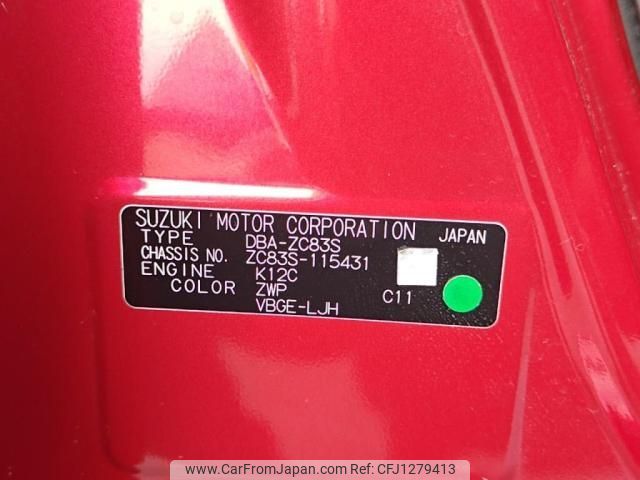 SUZUKI MOTOR CORPORATION JAPAN
TYPE DBA-ZC83S
CHASSIS NO. ZC83S-115431
ENGINE K12C
COLOR ZWP C11
VBGE-LJH
www.CarFromJapan.com CFJ1279413